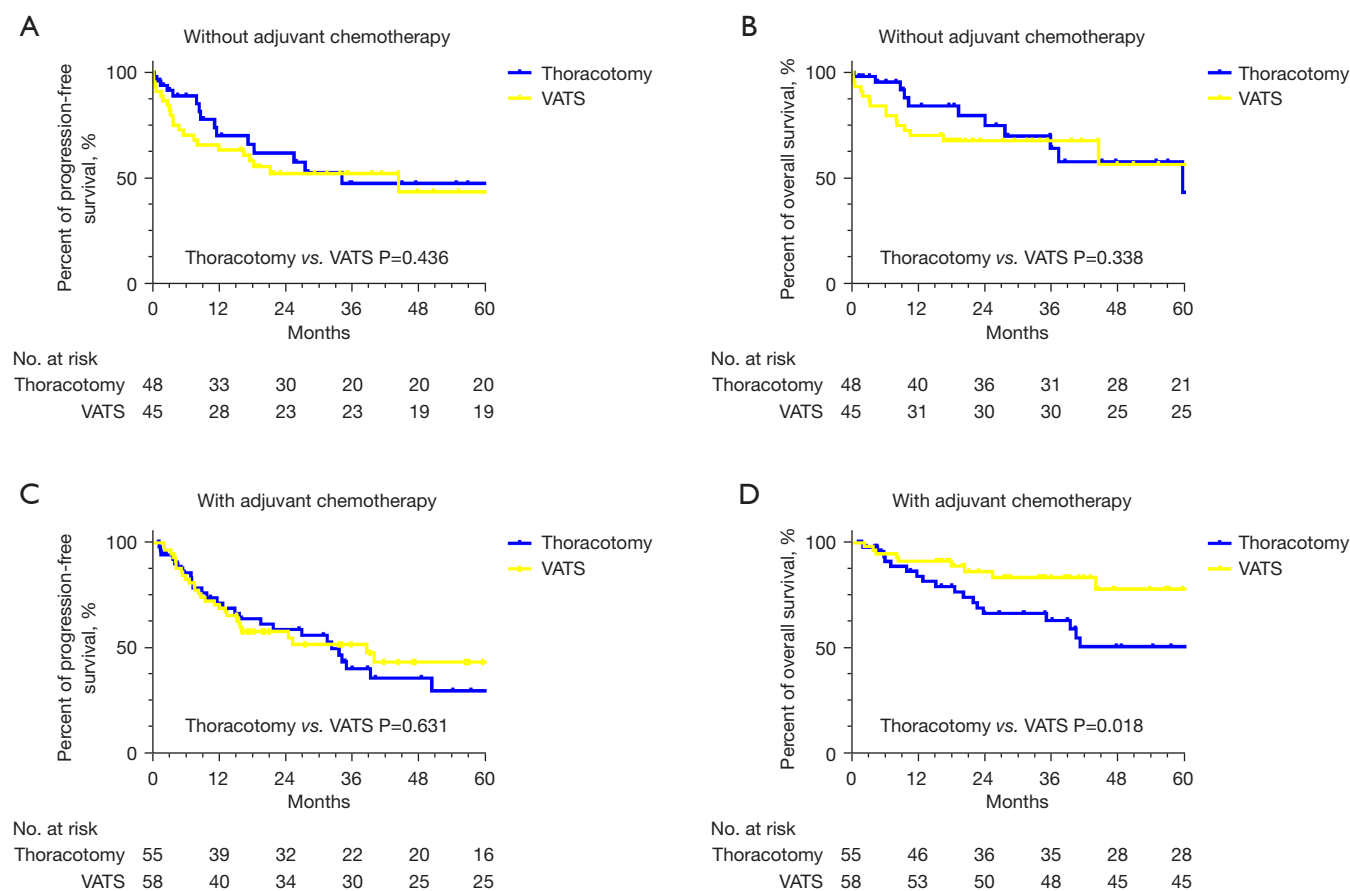 A
Without adjuvant chemotherapy
Percent of progression-free
survival, %
100
50
0
Thoracotomy
VATS
Thoracotomy vs. VATS P=0.436
0 12 24 36 48 60
Months
No. at risk
Thoracotomy 48 33 30 20 20 20
VATS 45 28 23 23 19 19
B
Without adjuvant chemotherapy
Percent of overall survival, %
100
50
0
Thoracotomy
VATS
Thoracotomy vs. VATS P=0.338
0 12 24 36 48 60
Months
No. at risk
Thoracotomy 48 40 36 31 28 21
VATS 45 31 30 30 25 25
C
With adjuvant chemotherapy
Percent of progression-free
survival, %
100
50
0
Thoracotomy
VATS
Thoracotomy vs. VATS P=0.631
0 12 24 36 48 60
Months
No. at risk
Thoracotomy 55 39 32 22 20 16
VATS 58 40 34 30 25 25
D
With adjuvant chemotherapy
Percent of overall survival, %
100
50
0
Thoracotomy
VATS
Thoracotomy vs. VATS P=0.018
0 12 24 36 48 60
Months
No. at risk
Thoracotomy 55 46 36 35 28 28
VATS 58 53 50 48 45 45